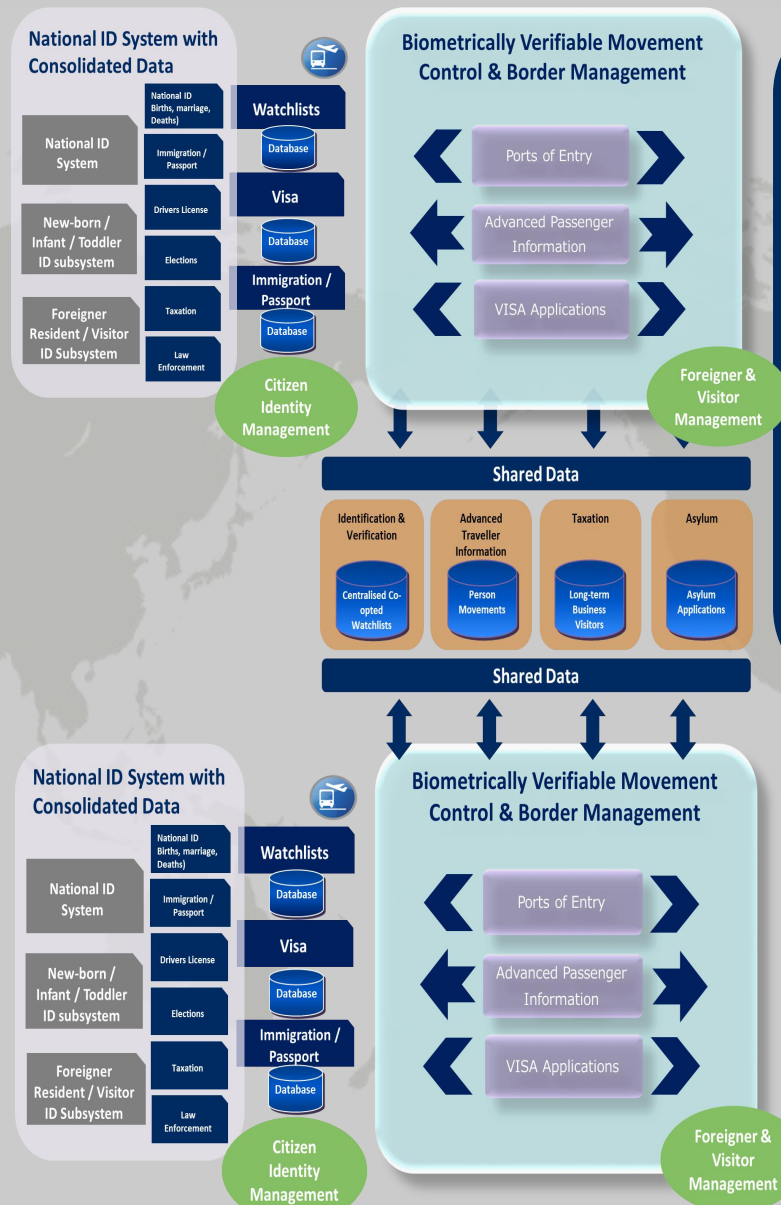 National ID System with
Consolidated Data
National ID
System
New-born /
Infant / Toddler
ID subsystem
Foreigner
Resident / Visitor
ID Subsystem
National ID
Births, marriage,
Deaths)
Immigration /
Passport
Drivers License
Elections
Taxation
Law
Enforcement
Watchlists
Database
Visa
Database
Immigration /
Passport
Database
Citizen
Identity
Management
Biometrically Verifiable Movement
Control & Border Management
Ports of Entry
Advanced Passenger
Information
VISA Applications
Foreigner &
Visitor
Management
Shared Data
Identification &
Verification
Centralised Co-
opted
Watchlists
Advanced
Traveller
Information
Person
Movements
Taxation
Long-term
Business
Visitors
Asylum
Asylum
Applications
Shared Data
National ID System with
Consolidated Data
National ID
System
New-born /
Infant / Toddler
ID subsystem
Foreigner
Resident / Visitor
ID Subsystem
National ID
Births, marriage,
Deaths)
Immigration /
Passport
Drivers License
Elections
Taxation
Law
Enforcement
Watchlists
Database
Visa
Database
Immigration /
Passport
Database
Citizen
Identity
Management
Biometrically Verifiable Movement
Control & Border Management
Ports of Entry
Advanced Passenger
Information
VISA Applications
Foreigner &
Visitor
Management